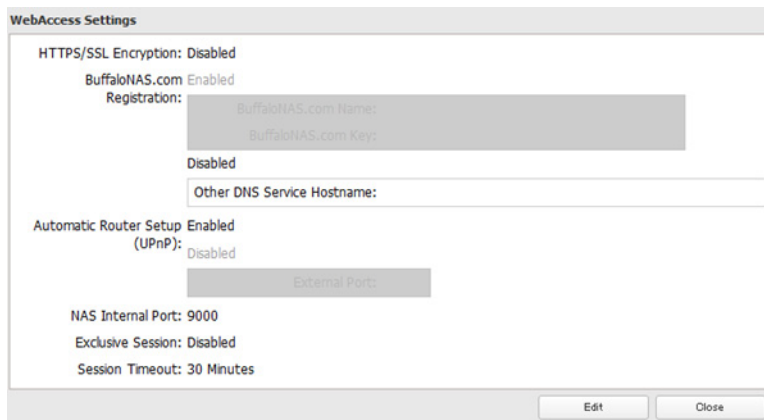 WebAccess Settings
HTTPS/SSL Encryption: Disabled
BuffaloNAS.com Enabled
Registration:
BuffaloNAS.com Name:
BuffaloNAS.com Key:
Disabled
Other DNS Service Hostname:
Automatic Router Setup Enabled
(UPnP):
Disabled
External Port:
NAS Internal Port: 9000
Exclusive Session: Disabled
Session Timeout: 30 Minutes
Edit Close